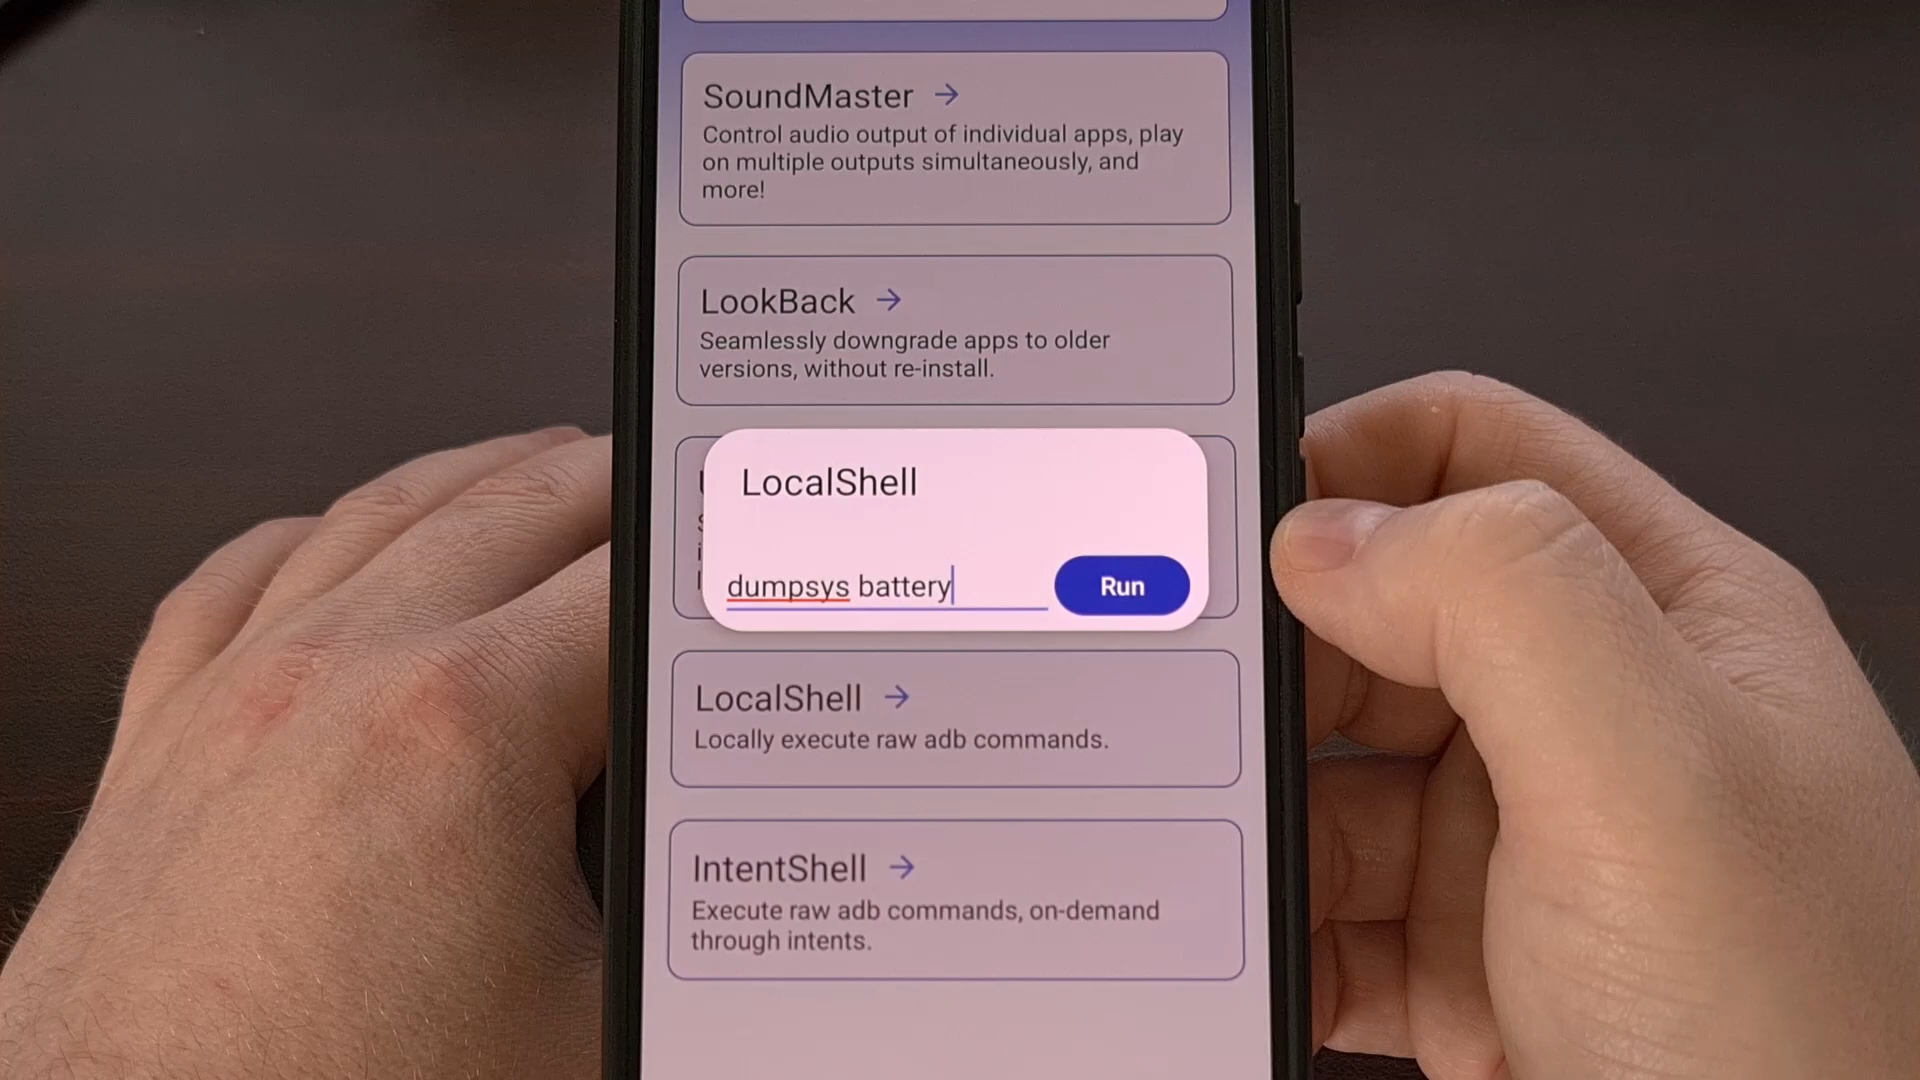 SoundMaster →
Control audio output of individual apps, play
on multiple outputs simultaneously, and
more!
LookBack →
Seamlessly downgrade apps to older
versions, without re-install.
LocalShell
dumpsys battery
Run
LocalShell →
Locally execute raw adb commands.
IntentShell →
Execute raw adb commands, on-demand
through intents.